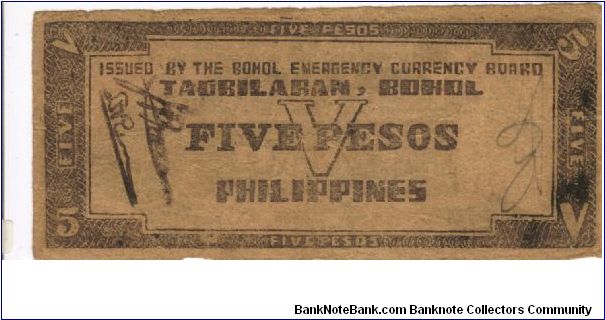 V FIVE PESOS 5
ISSUED BY THE BOHOL EMERGENCY CURRENCY BOARD
TAGBILARAN, BOHOL
V
FIVE FIVE PESOS FIVE
PHILIPPINES
5 FIVE PESOS V
BankNoteBank.com Banknote Collectors Community